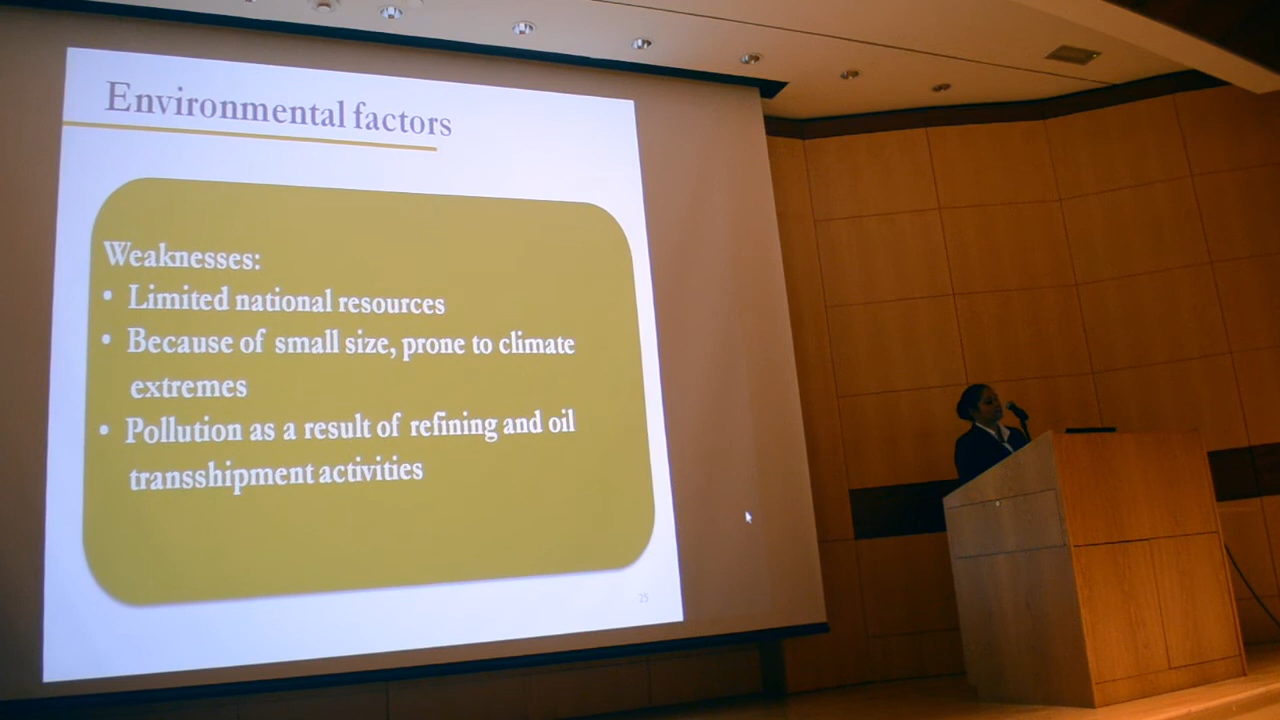 Environmental factors
Weaknesses:
• Limited national resources
• Because of small size, prone to climate
extremes
• Pollution as a result of refining and oil
transshipment activities
25